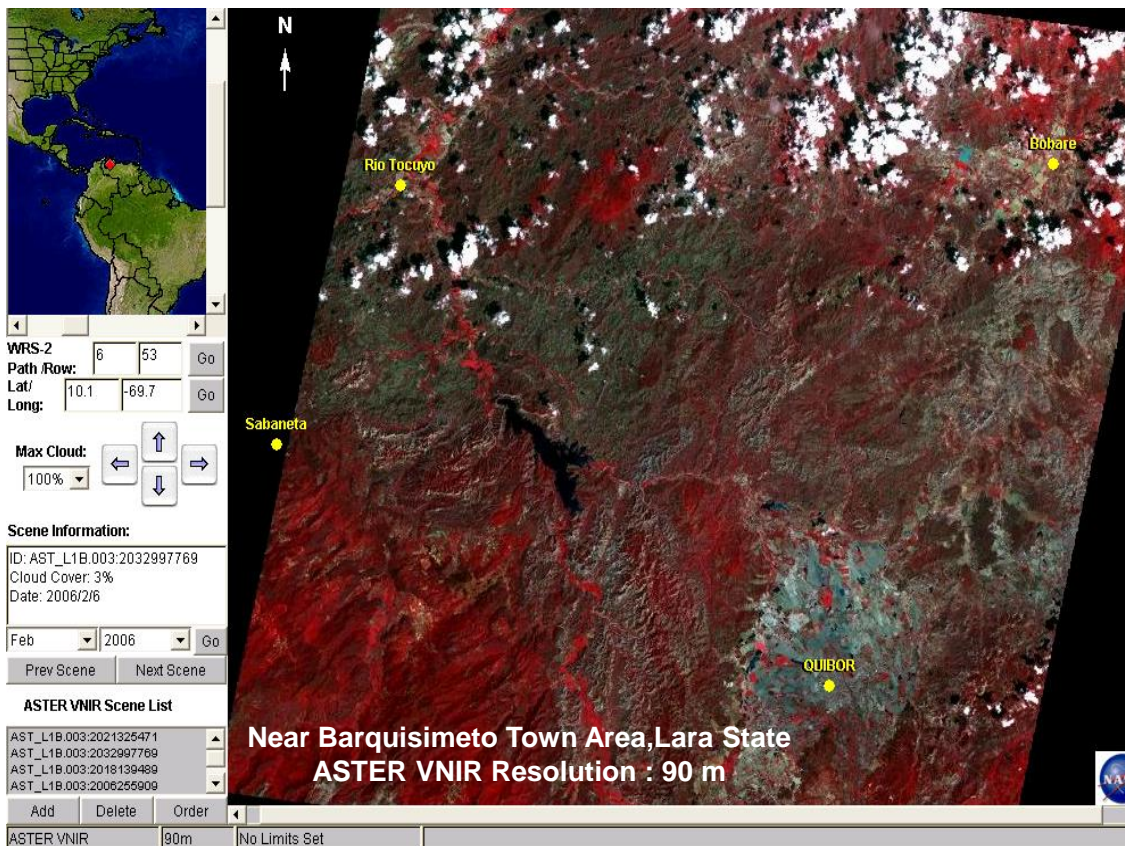 N
Bobare
Rio Tocuyo
WRS-2
Path /Row: 6 53 Go
Lat/
Long: 10.1 -69.7 Go
Sabaneta
Max Cloud:
100%
Scene Information:
ID: AST_L1B.003:2032997769
Cloud Cover: 3%
Date: 2006/2/6
Feb 2006 Go
Prev Scene Next Scene
QUIBOR
ASTER VNIR Scene List
AST_L1B.003:2021325471
AST_L1B.003:2032997769
AST_L1B.003:2018139489
AST_L1B.003:2006255909
Near Barquisimeto Town Area,Lara State
ASTER VNIR Resolution : 90 m
Add Delete Order
ASTER VNIR 90m No Limits Set